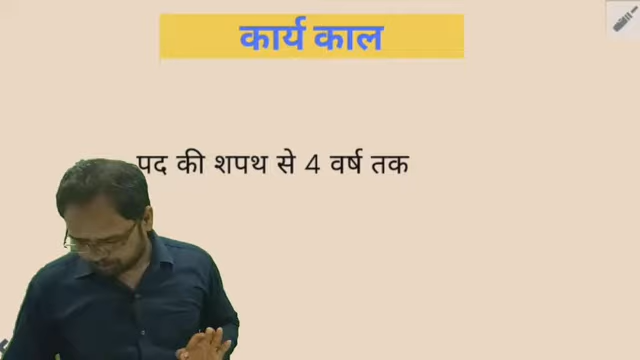 कार्य काल
पद की शपथ से 4 वर्ष तक